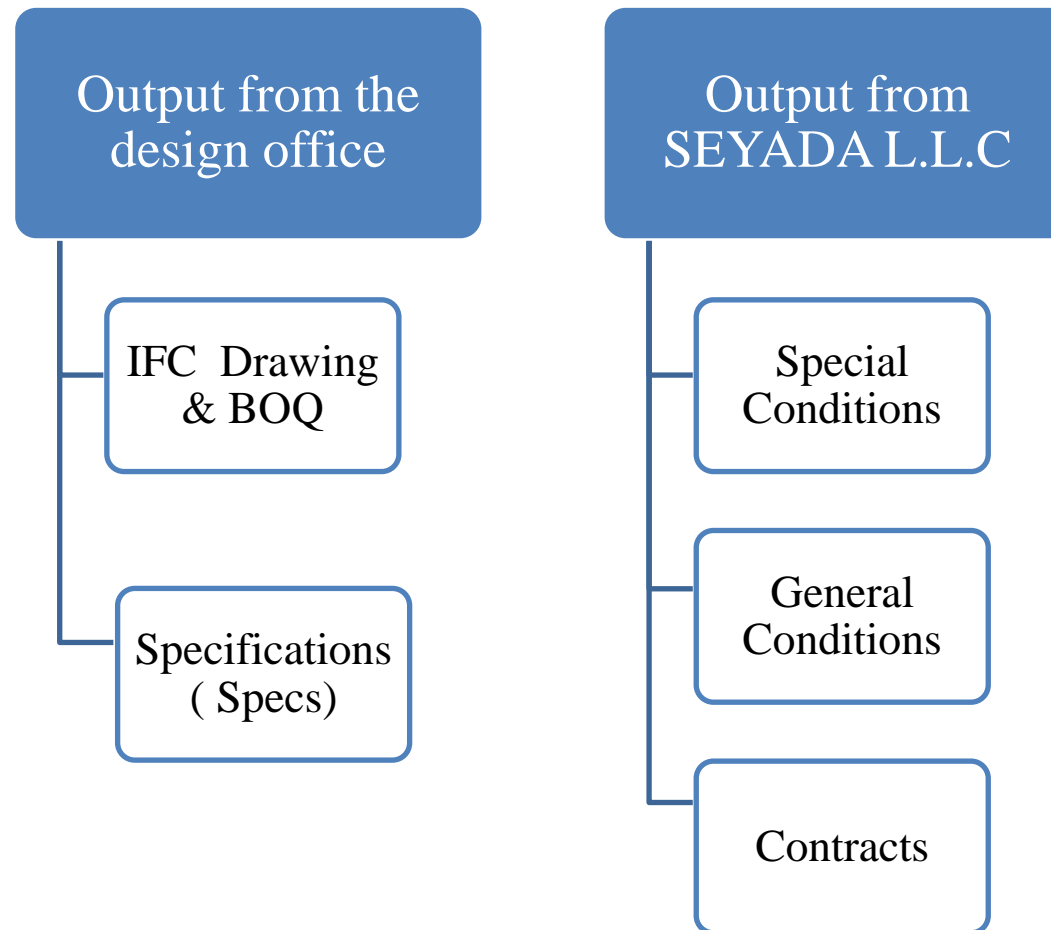 Output from the
design office
IFC  Drawing
& BOQ
Specifications
( Specs)
Output from
SEYADA L.L.C
Special
Conditions
General
Conditions
Contracts